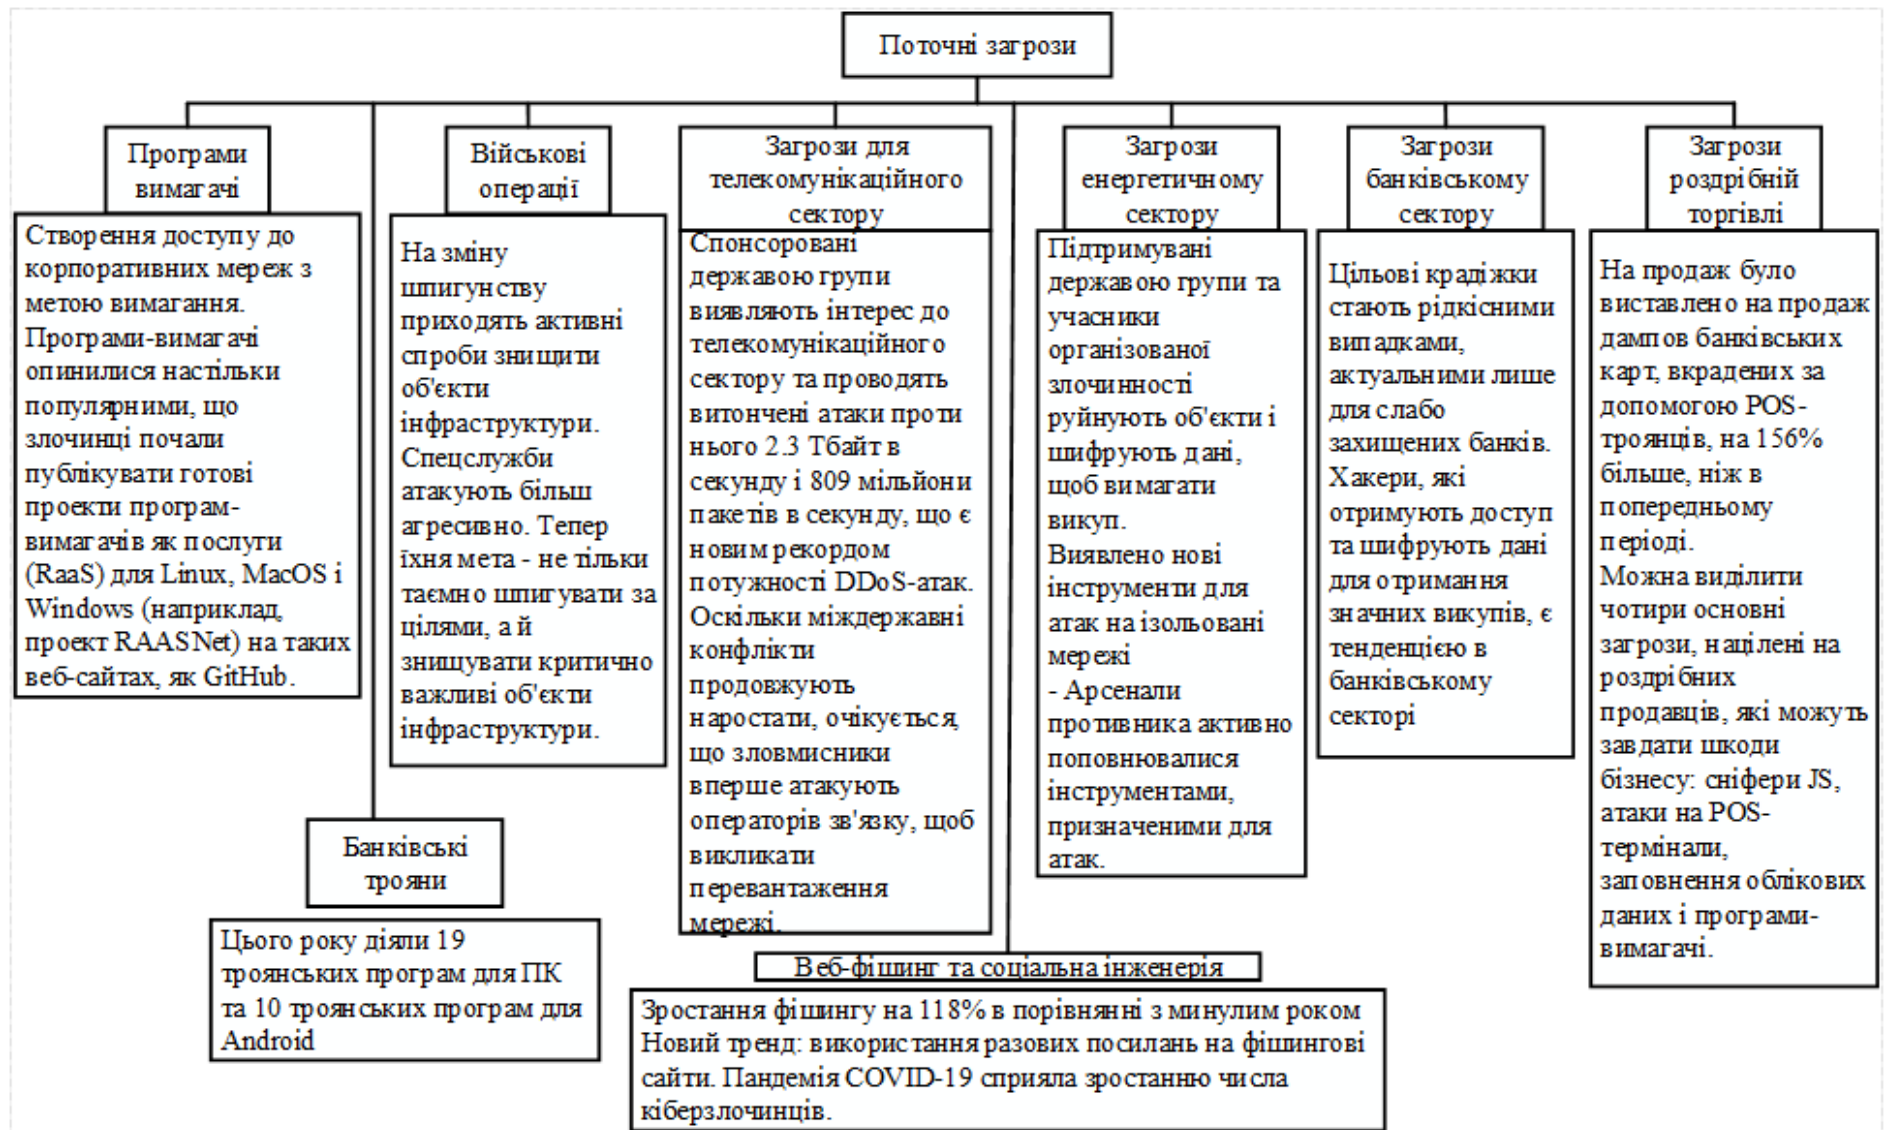 Поточні загрози
Програми
вимагачі
Створення доступу до
корпоративних мереж з
метою вимагання.
Програми-вимагачі
опинилися настільки
популярними, що
злочинці почали
публікувати готові
проекти програм-
вимагачів як послуги
(RaaS) для Linux, MacOS і
Windows (наприклад,
проект RAASNet) на таких
веб-сайтах, як GitHub.
Банківські
трояни
Цього року діяли 19
троянських програм для ПК
та 10 троянських програм для
Android
Військові
операції
На зміну
шпигунству
приходять активні
спроби знищити
об'єкти
інфраструктури.
Спецслужби
атакують більш
агресивно. Тепер
їхня мета - не тільки
таємно шпигувати за
цілями, а й
знищувати критично
важливі об'єкти
інфраструктури.
Загрози для
телекомунікаційного
сектору
Спонсоровані
державою групи
виявляють інтерес до
телекомунікаційного
сектору та проводять
витончені атаки проти
нього 2.3 Тбайт в
секунду і 809 мільйони
пакетів в секунду, що є
новим рекордом
потужності DDoS-атак.
Оскільки міждержавні
конфлікти
продовжують
наростати, очікується,
що зловмисники
вперше атакують
операторів зв'язку, щоб
викликати
перевантаження
мережі.
Веб-фішинг та соціальна інженерія
Зростання фішингу на 118% в порівнянні з минулим роком
Новий тренд: використання разових посилань на фішингові
сайти. Пандемія COVID-19 сприяла зростанню числа
кіберзлочинців.
Загрози
енергетичному
сектору
Підтримувані
державою групи та
учасники
організованої
злочинності
руйнують об'єкти і
шифрують дані,
щоб вимагати
викуп.
Виявлено нові
інструменти для
атак на ізольовані
мережі
- Арсенали
противника активно
поповнювалися
інструментами,
призначеними для
атак.
Загрози
банківському
сектору
Цільові крадіжки
стають рідкісними
випадками,
актуальними лише
для слабо
захищених банків.
Хакери, які
отримують доступ
та шифрують дані
для отримання
значних викупів, є
тенденцією в
банківському
секторі
Загрози
роздрібній
торгівлі
На продаж було
виставлено на продаж
дампов банківських
карт, вкрадених за
допомогою POS-
троянців, на 156%
більше, ніж в
попередньому
періоді.
Можна виділити
чотири основні
загрози, націлені на
роздрібних
продавців, які можуть
завдати шкоди
бізнесу: сніфери JS,
атаки на POS-
термінали,
заповнення облікових
даних і програми-
вимагачі.